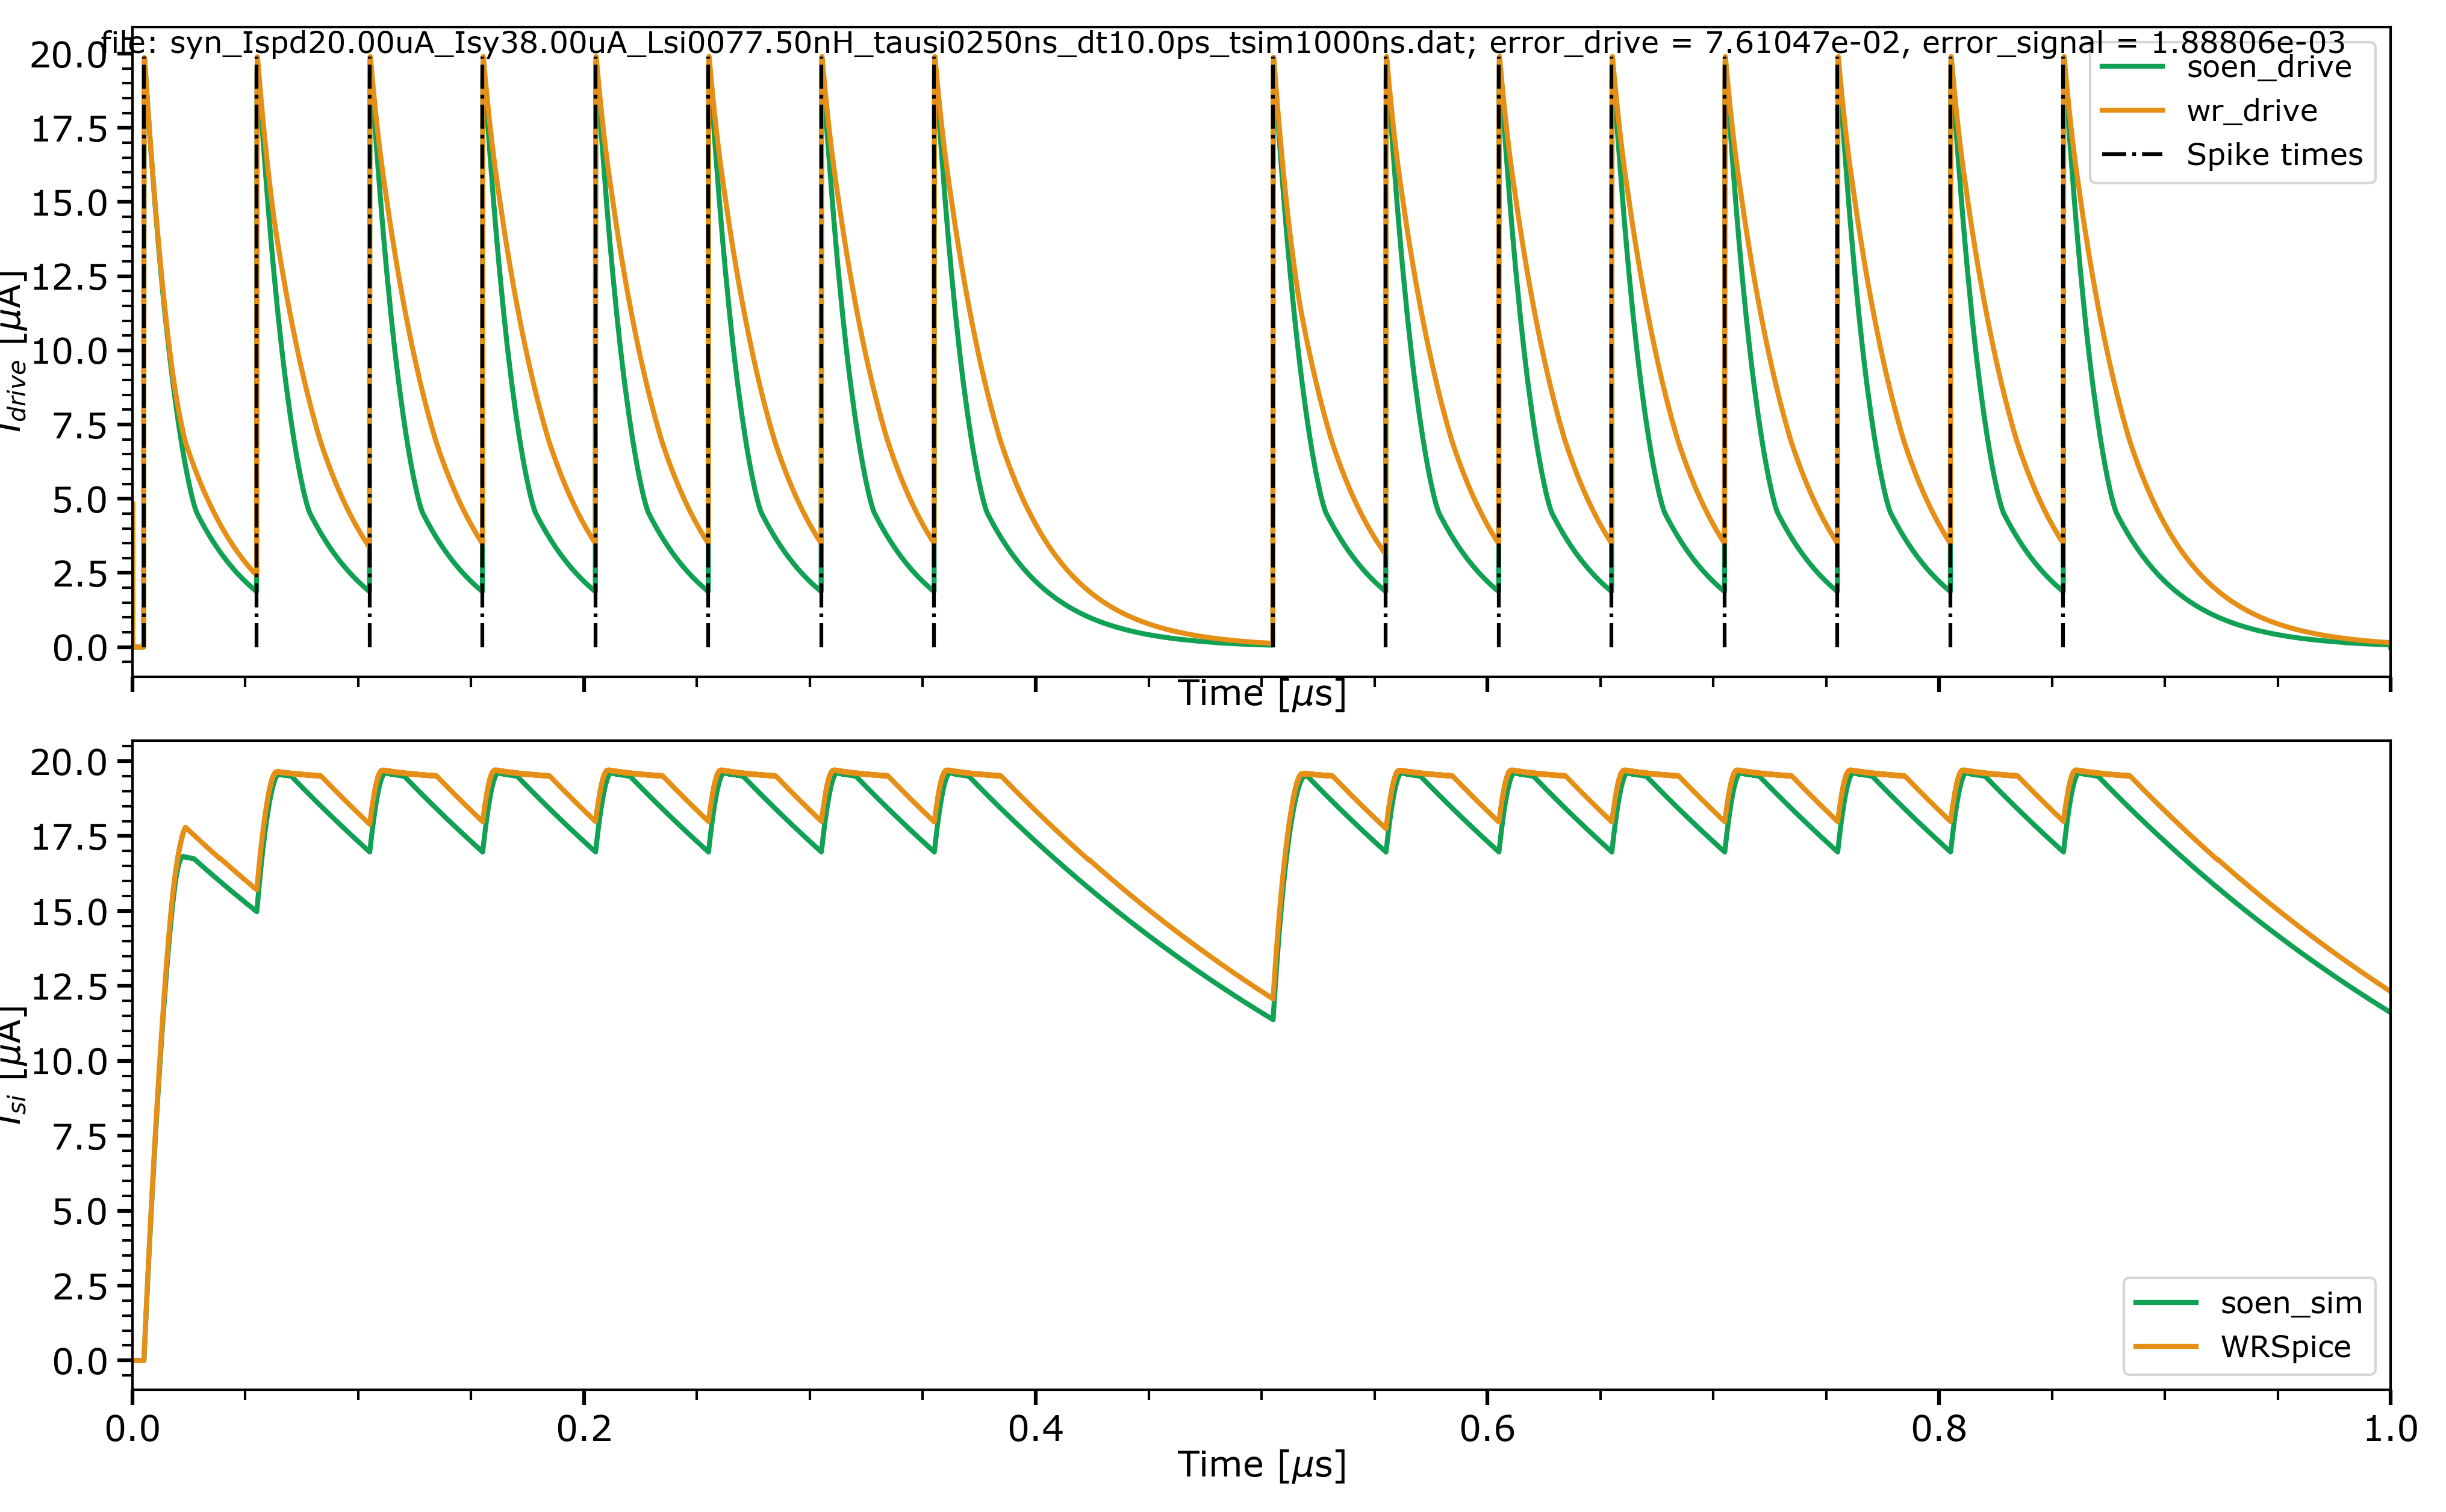 file: syn_Ispd20.00uA_Isy38.00uA_Lsi0077.50nH_tausi0250ns_dt10.0ps_tsim1000ns.dat; error_drive = 7.61047e-02, error_signal = 1.88806e-03
20.0
17.5
15.0
12.5
10.0
7.5
5.0
2.5
0.0
I_drive [μA]
soen_drive
wr_drive
Spike times
Time [μs]
20.0
17.5
15.0
12.5
10.0
7.5
5.0
2.5
0.0
I_si [μA]
soen_sim
WRSpice
0.0 0.2 0.4 0.6 0.8 1.0
Time [μs]